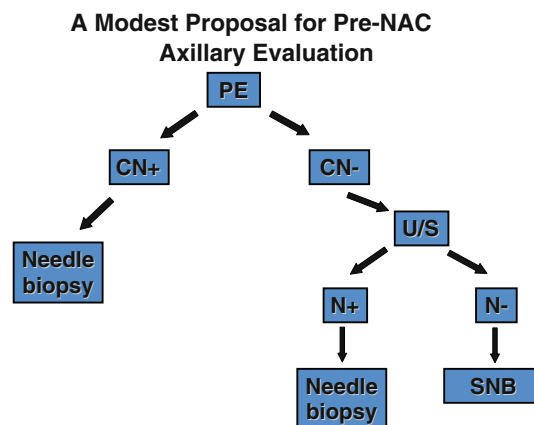 A Modest Proposal for Pre-NAC
Axillary Evaluation
PE
CN+
CN-
U/S
Needle
biopsy
N+
N-
Needle
biopsy
SNB